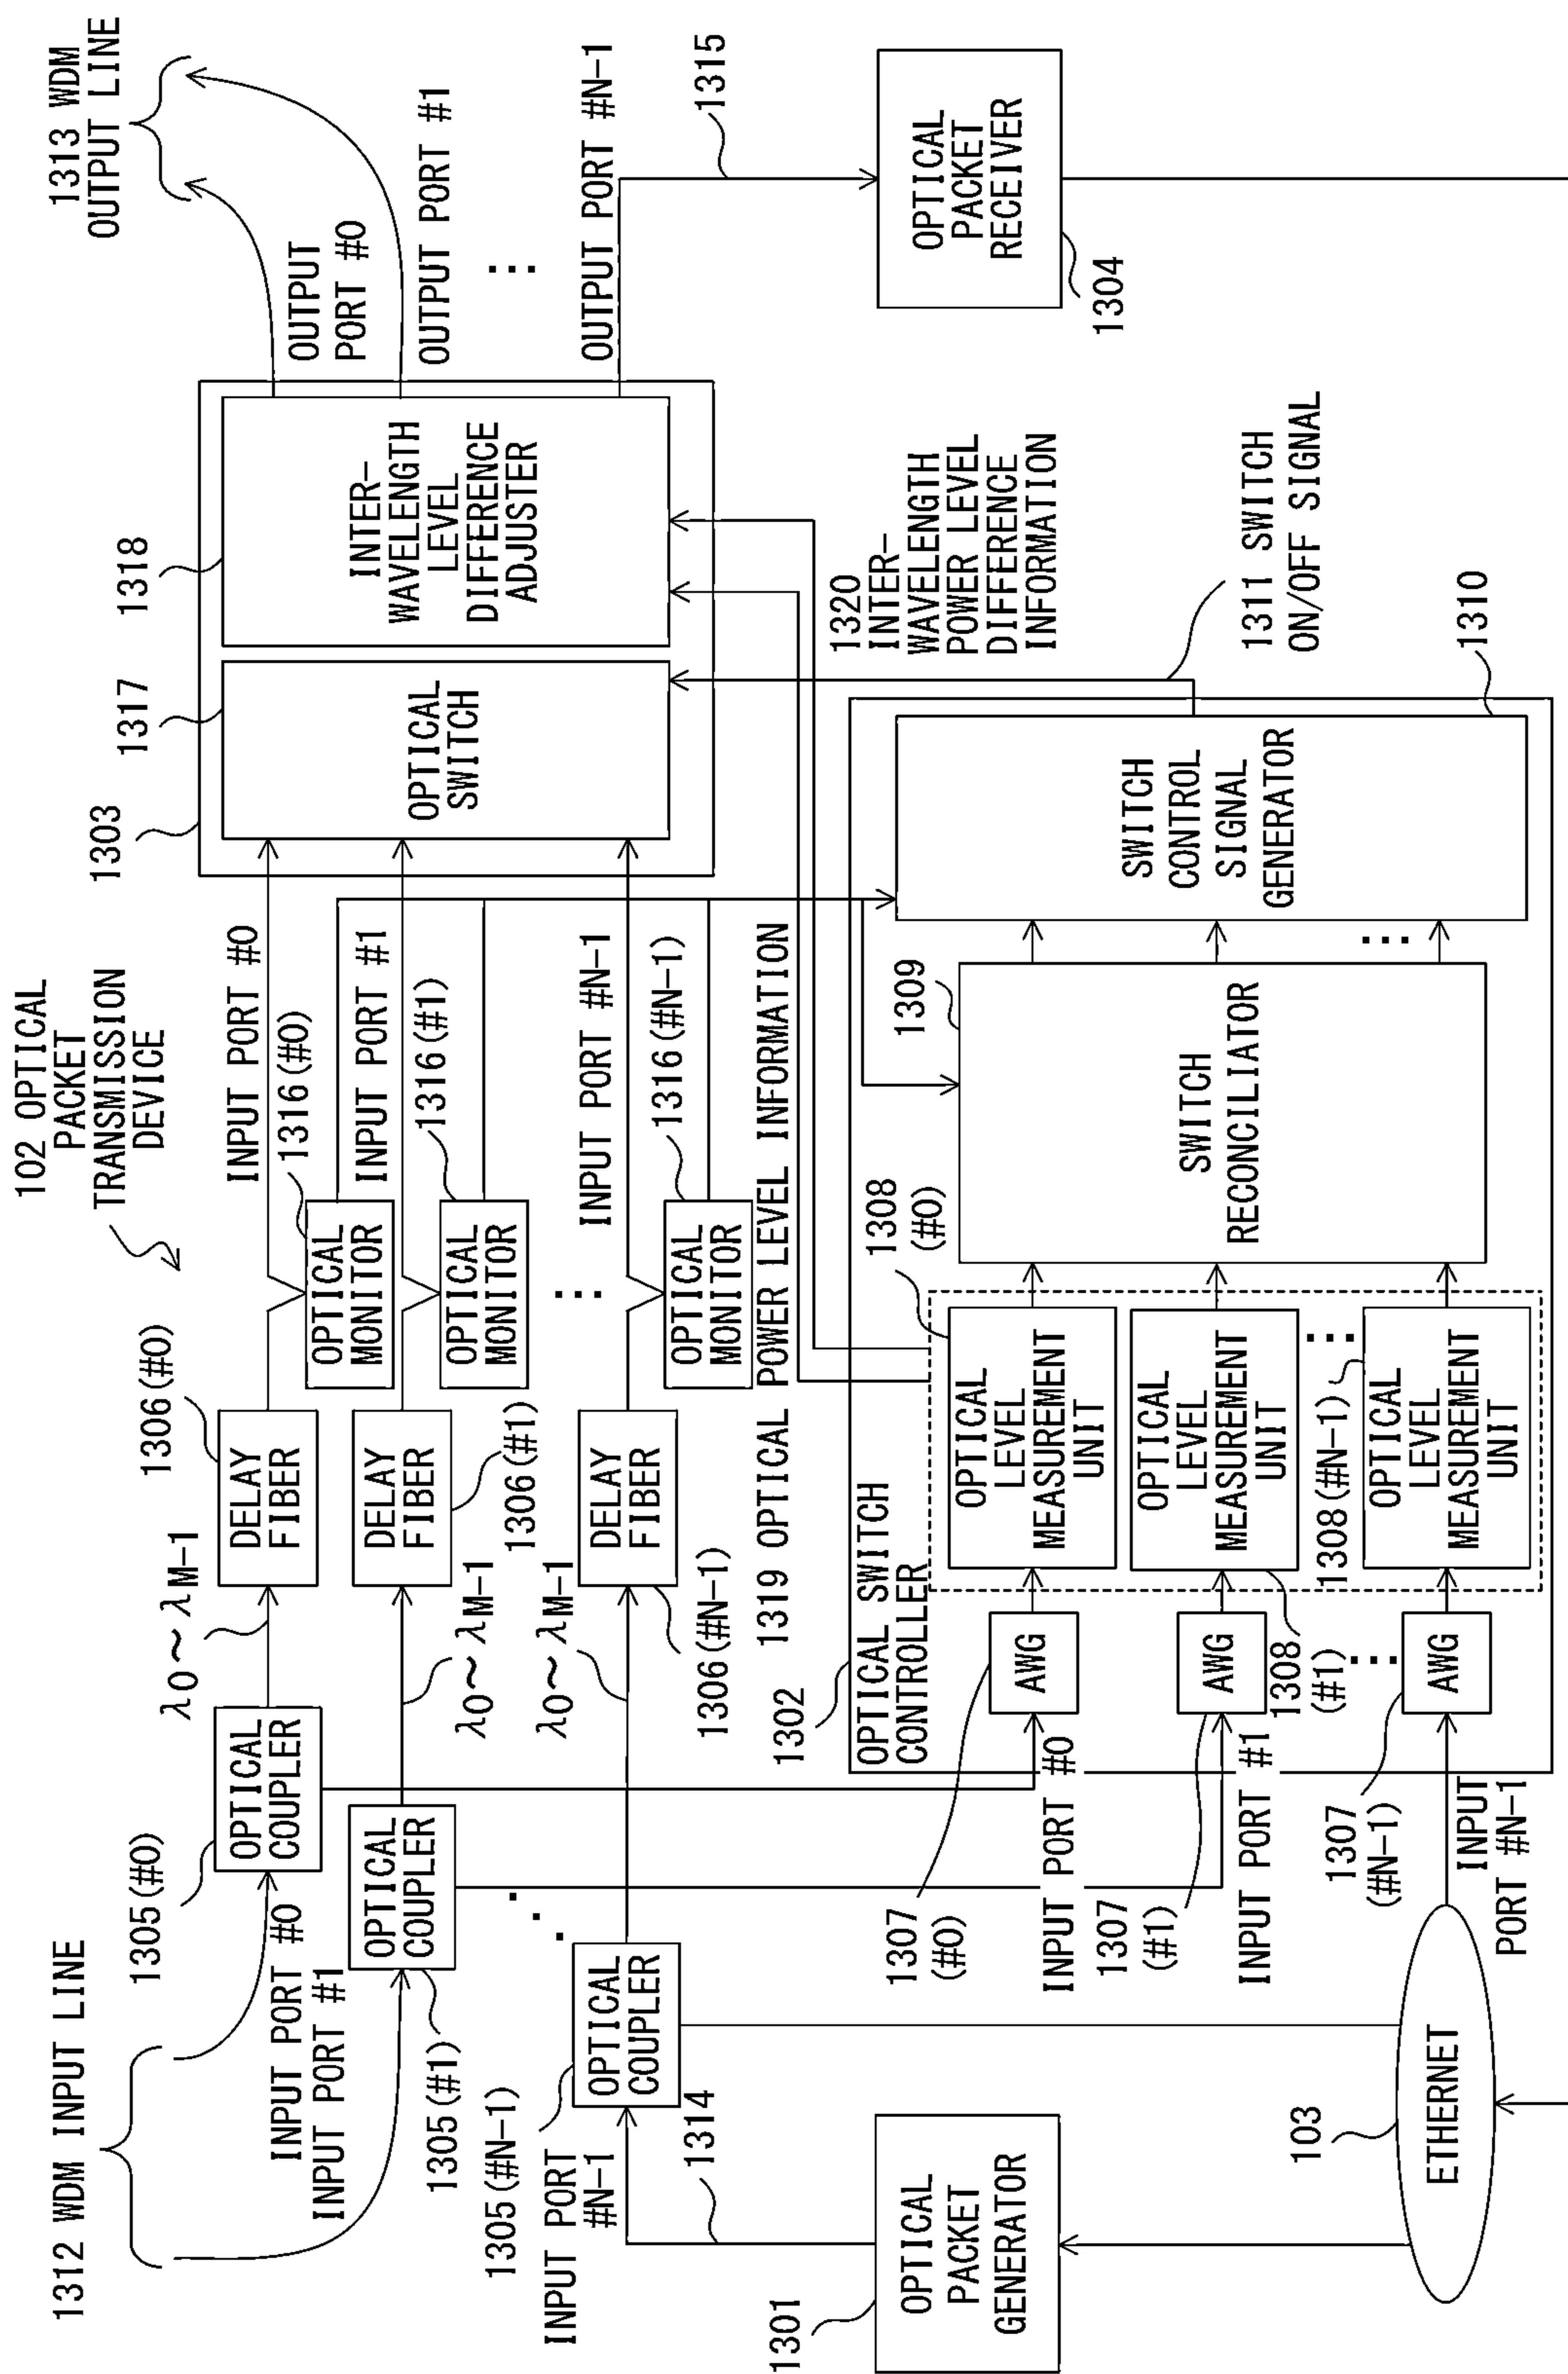 102 OPTICAL
PACKET
TRANSMISSION
DEVICE
1312 WDM INPUT LINE
INPUT PORT #0
INPUT PORT #1
1305(#0)
OPTICAL
COUPLER
λ0~λM-1
1306(#0)
DELAY
FIBER
INPUT PORT #0
1316(#0)
OPTICAL
MONITOR
1305(#1)
OPTICAL
COUPLER
λ0~λM-1
1306(#1)
DELAY
FIBER
INPUT PORT #1
1316(#1)
OPTICAL
MONITOR
...
1305(#N-1)
INPUT PORT
#N-1
OPTICAL
COUPLER
λ0~λM-1
1306(#N-1)
DELAY
FIBER
...
INPUT PORT #N-1
1316(#N-1)
OPTICAL
MONITOR
1303
1317
OPTICAL
SWITCH
1318
INTER-
WAVELENGTH
LEVEL
DIFFERENCE
ADJUSTER
1313 WDM
OUTPUT LINE
OUTPUT
PORT #0
OUTPUT PORT #1
...
OUTPUT PORT #N-1
1315
OPTICAL
PACKET
RECEIVER
1304
1314
1301
OPTICAL
PACKET
GENERATOR
1319 OPTICAL POWER LEVEL INFORMATION
1320
INTER-
WAVELENGTH
POWER LEVEL
DIFFERENCE
INFORMATION
1311 SWITCH
ON/OFF SIGNAL
1302
OPTICAL SWITCH
CONTROLLER
1307
(#0)
INPUT PORT #0
AWG
1308
(#0)
OPTICAL
LEVEL
MEASUREMENT
UNIT
1307
(#1)
INPUT PORT #1
AWG
1308
(#1)
OPTICAL
LEVEL
MEASUREMENT
UNIT
...
...
1307
(#N-1)
INPUT
PORT #N-1
AWG
1308(#N-1)
OPTICAL
LEVEL
MEASUREMENT
UNIT
1309
SWITCH
RECONCILIATOR
...
1310
SWITCH
CONTROL
SIGNAL
GENERATOR
103
ETHERNET